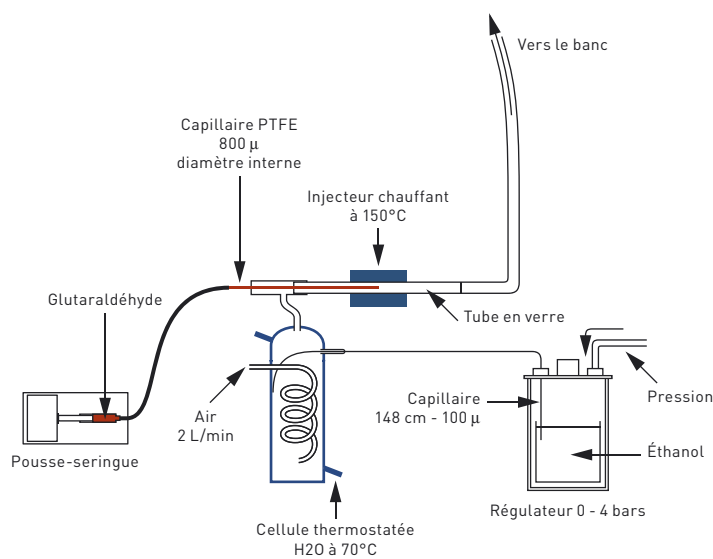 Vers le banc
Capillaire PTFE
800 µ
diamètre interne
Injecteur chauffant
à 150°C
Glutaraldéhyde
Tube en verre
Air
2 L/min
Capillaire
148 cm - 100 µ
Pression
Éthanol
Pousse-seringue
Régulateur 0 - 4 bars
Cellule thermostatée
H2O à 70°C